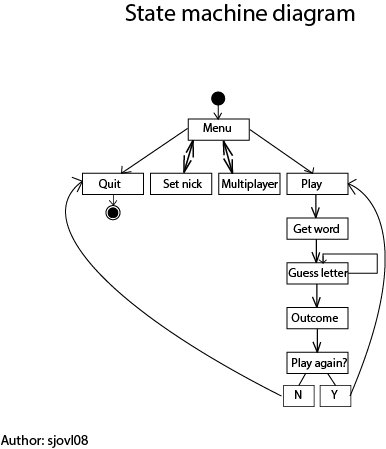 State machine diagram
Menu
Quit
Set nick
Multiplayer
Play
Get word
Guess letter
Outcome
Play again?
N
Y
Author: sjovl08